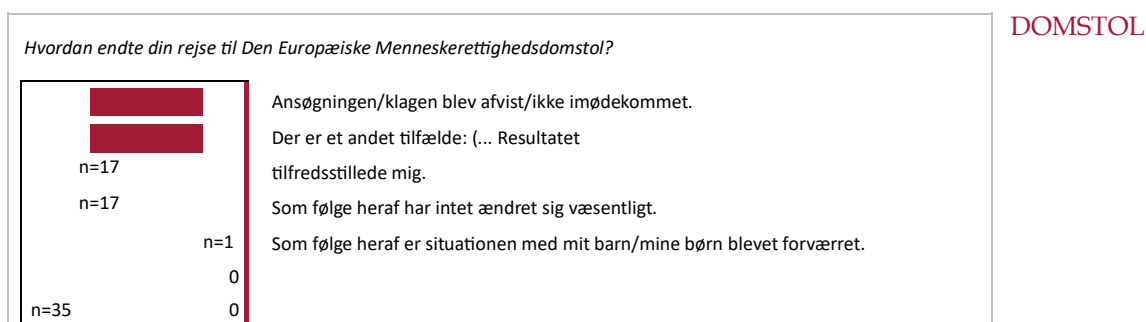 DOMSTOL
Hvordan endte din rejse til Den Europæiske Menneskerettighedsdomstol?
Ansøgningen/klagen blev afvist/ikke imødekommet.
Der er et andet tilfælde: (... Resultatet
n=17 tilfredsstillede mig.
n=17 Som følge heraf har intet ændret sig væsentligt.
n=1 Som følge heraf er situationen med mit barn/mine børn blevet forværret.
0
n=35 0